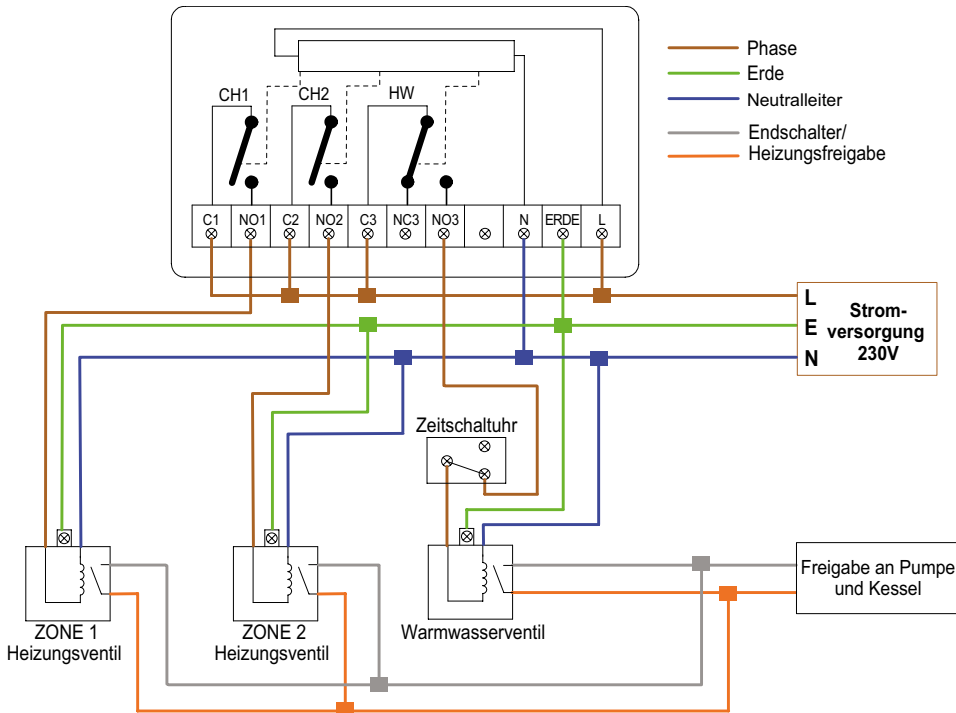 Phase
Erde
Neutralleiter
Endschalter/
Heizungsfreigabe
CH1
CH2
HW
C1
NO1
C2
NO2
C3
NC3
NO3
N
ERDE
L
L
E
N
Strom-
versorgung
230V
Zeitschaltuhr
ZONE 1
Heizungsventil
ZONE 2
Heizungsventil
Warmwasserventil
Freigabe an Pumpe
und Kessel